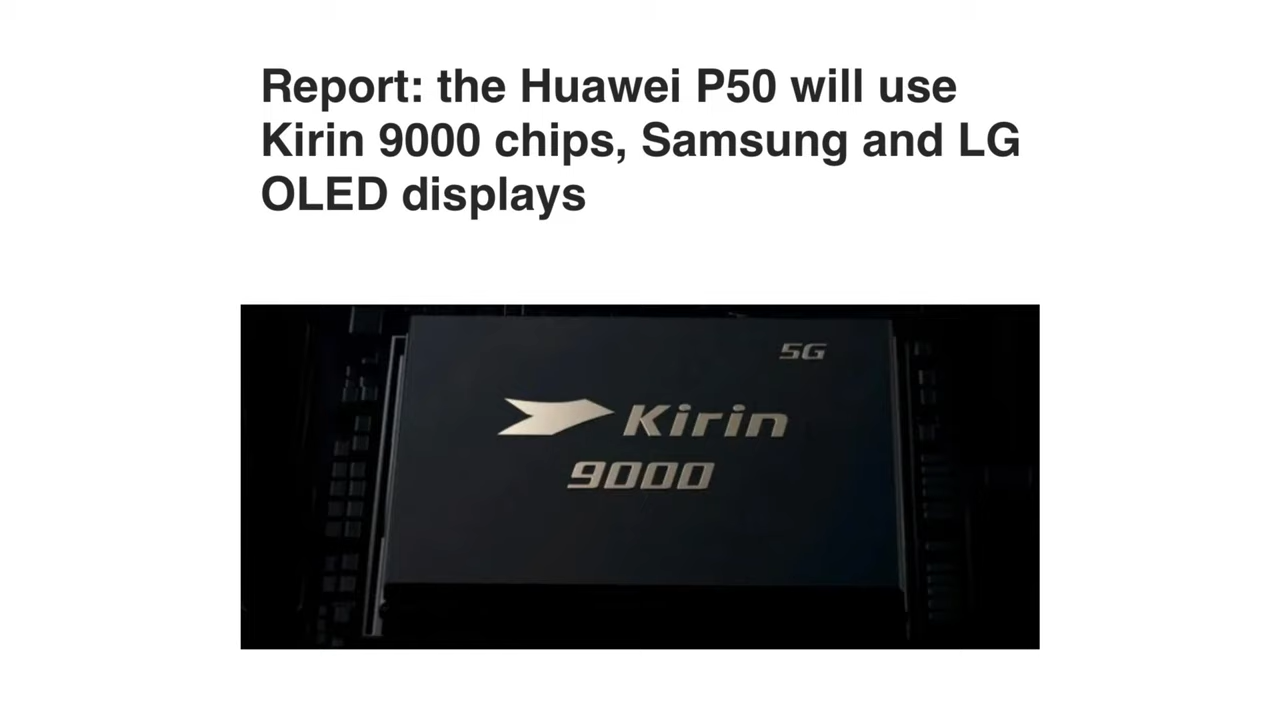 Report: the Huawei P50 will use
Kirin 9000 chips, Samsung and LG
OLED displays
5G
Kirin
9000